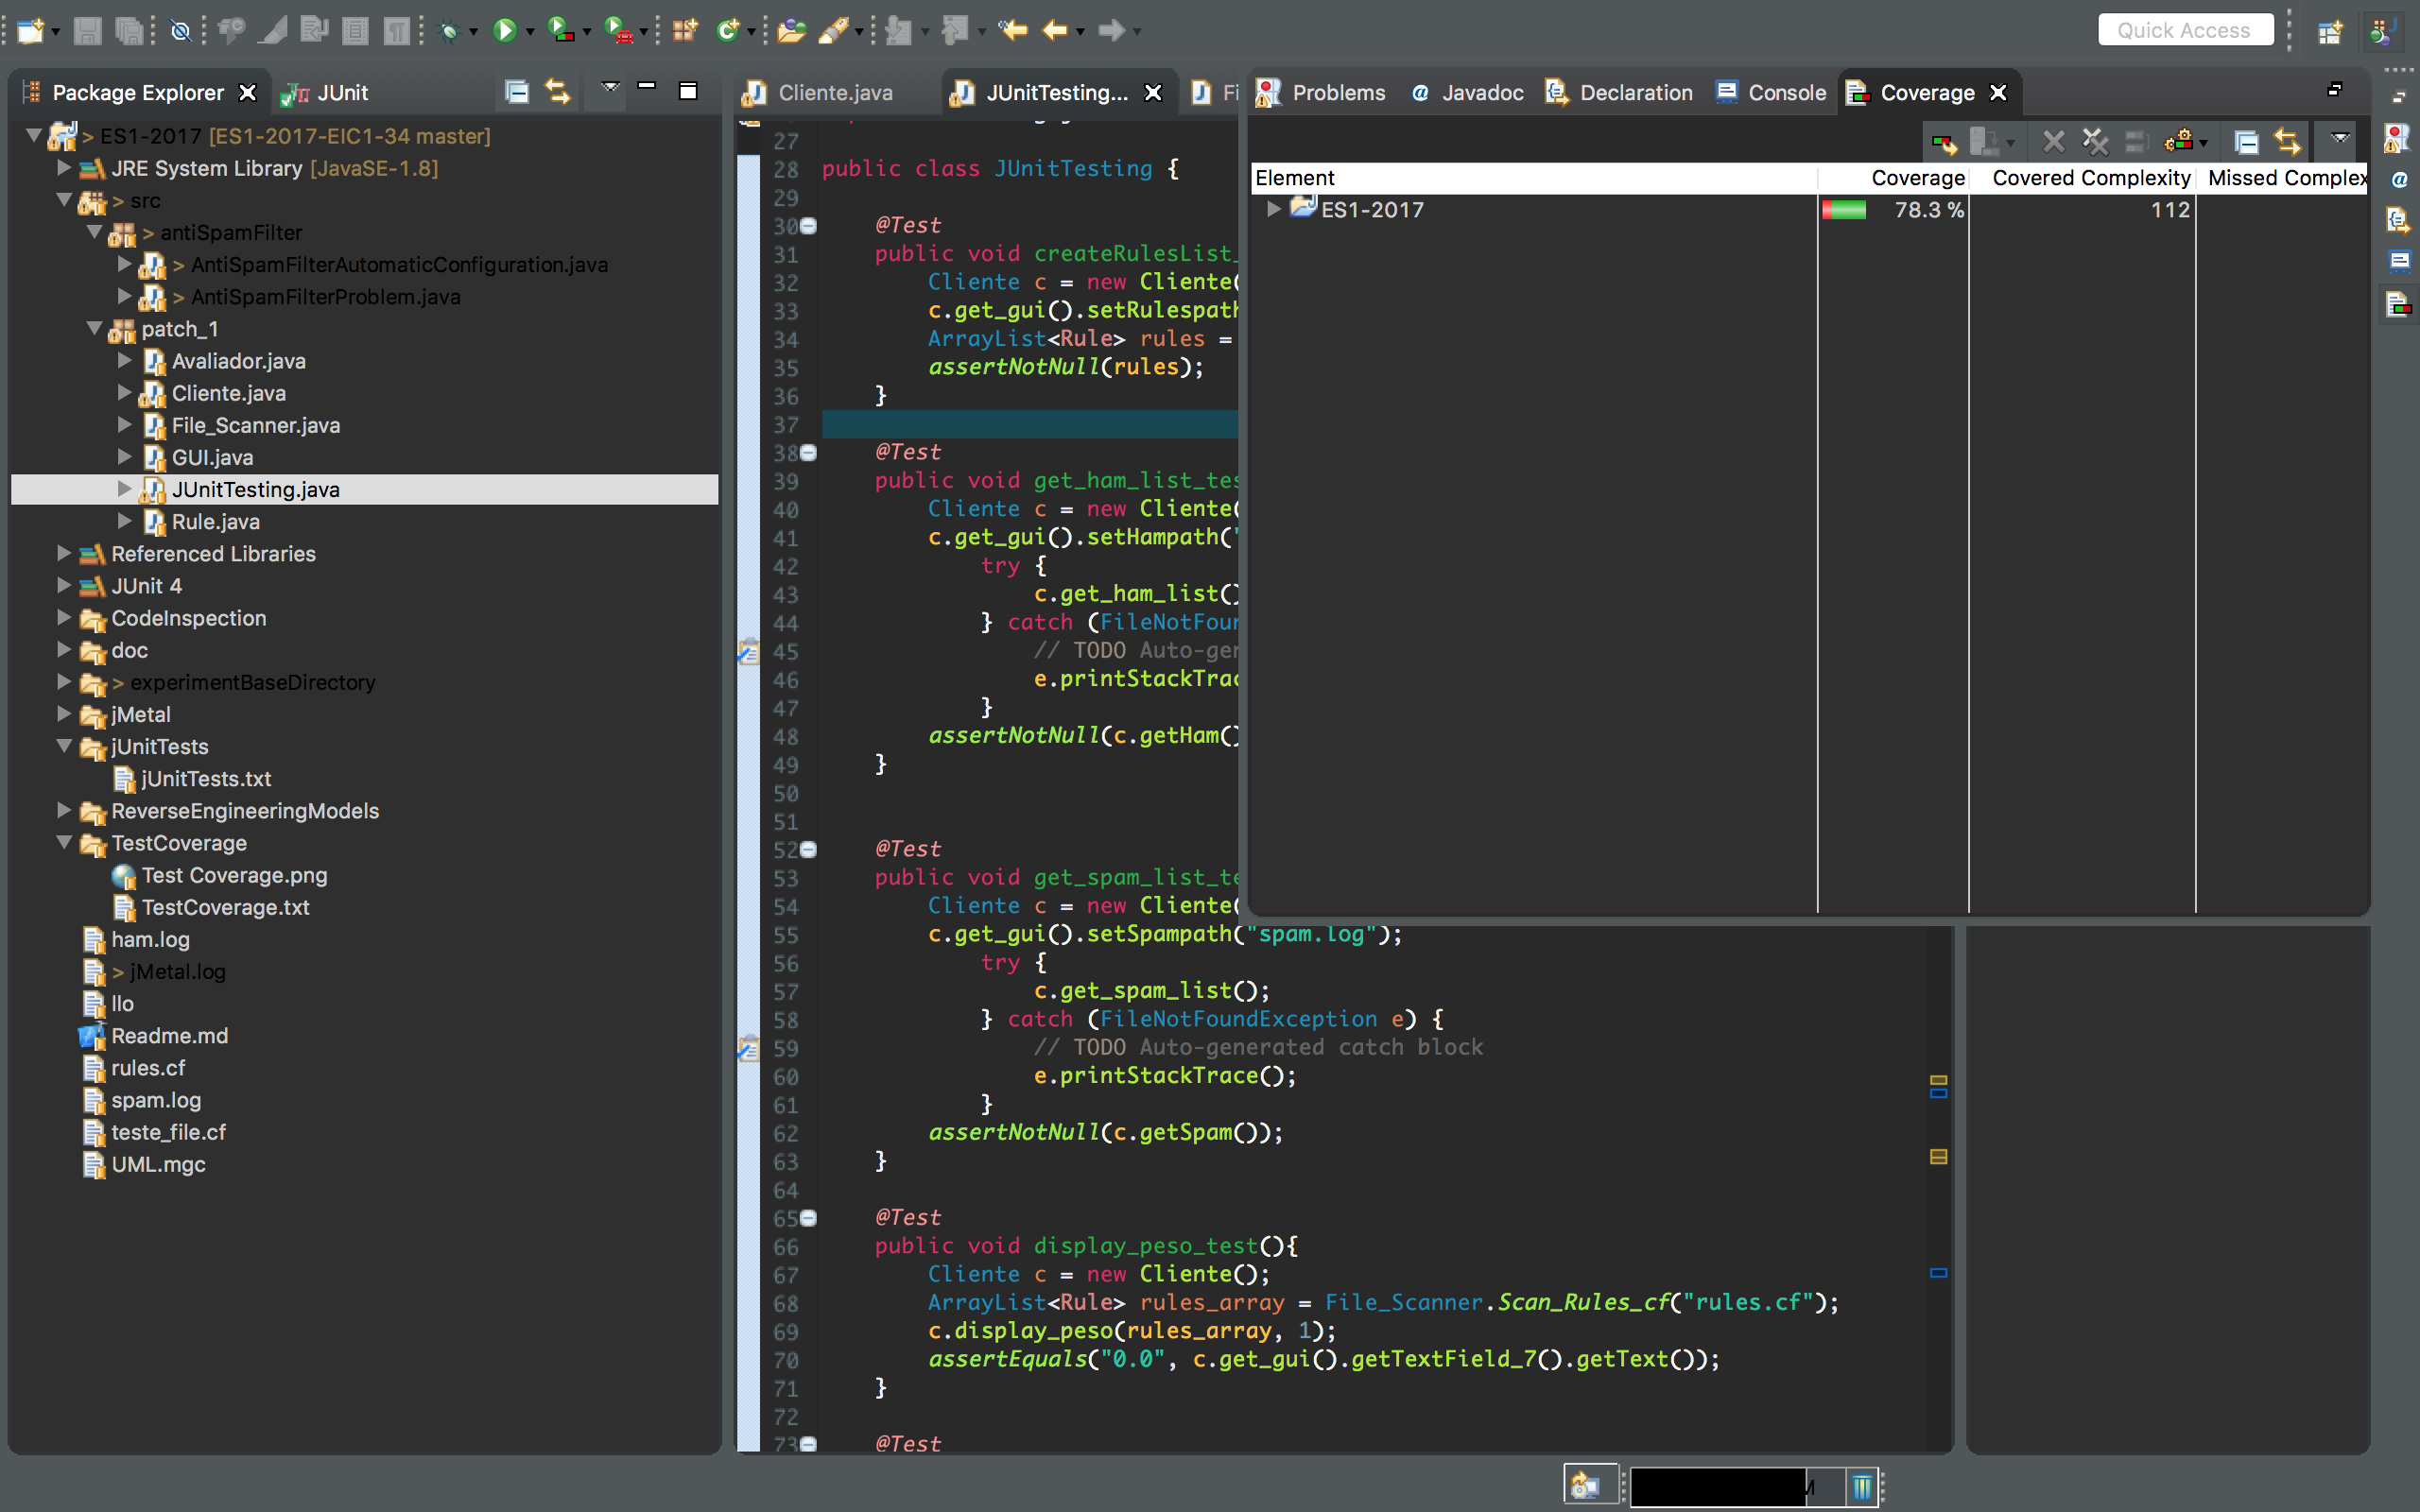 Quick Access
Package Explorer
JUnit
> ES1-2017 [ES1-2017-EIC1-34 master]
JRE System Library [JavaSE-1.8]
> src
> antiSpamFilter
> AntiSpamFilterAutomaticConfiguration.java
> AntiSpamFilterProblem.java
patch_1
Avaliador.java
Cliente.java
File_Scanner.java
GUI.java
JUnitTesting.java
Rule.java
Referenced Libraries
JUnit 4
CodeInspection
doc
> experimentBaseDirectory
jMetal
jUnitTests
jUnitTests.txt
ReverseEngineeringModels
TestCoverage
Test Coverage.png
TestCoverage.txt
ham.log
> jMetal.log
llo
Readme.md
rules.cf
spam.log
teste_file.cf
UML.mgc
Cliente.java
JUnitTesting...
Fi
27
28 public class JUnitTesting {
29
30 @Test
31 public void createRulesList_
32 Cliente c = new Cliente(
33 c.get_gui().setRulespath
34 ArrayList<Rule> rules =
35 assertNotNull(rules);
36 }
37
38 @Test
39 public void get_ham_list_tes
40 Cliente c = new Cliente(
41 c.get_gui().setHampath("
42 try {
43 c.get_ham_list()
44 } catch (FileNotFour
45 // TODO Auto-ger
46 e.printStackTrac
47 }
48 assertNotNull(c.getHam()
49 }
50
51
52 @Test
53 public void get_spam_list_te
54 Cliente c = new Cliente(
55 c.get_gui().setSpampath("spam.log");
56 try {
57 c.get_spam_list();
58 } catch (FileNotFoundException e) {
59 // TODO Auto-generated catch block
60 e.printStackTrace();
61 }
62 assertNotNull(c.getSpam());
63 }
64
65 @Test
66 public void display_peso_test(){
67 Cliente c = new Cliente();
68 ArrayList<Rule> rules_array = File_Scanner.Scan_Rules_cf("rules.cf");
69 c.display_peso(rules_array, 1);
70 assertEquals("0.0", c.get_gui().getTextField_7().getText());
71 }
72
73 @Test
Problems
Javadoc
Declaration
Console
Coverage
Element Coverage Covered Complexity Missed Complex
ES1-2017 78.3 % 112